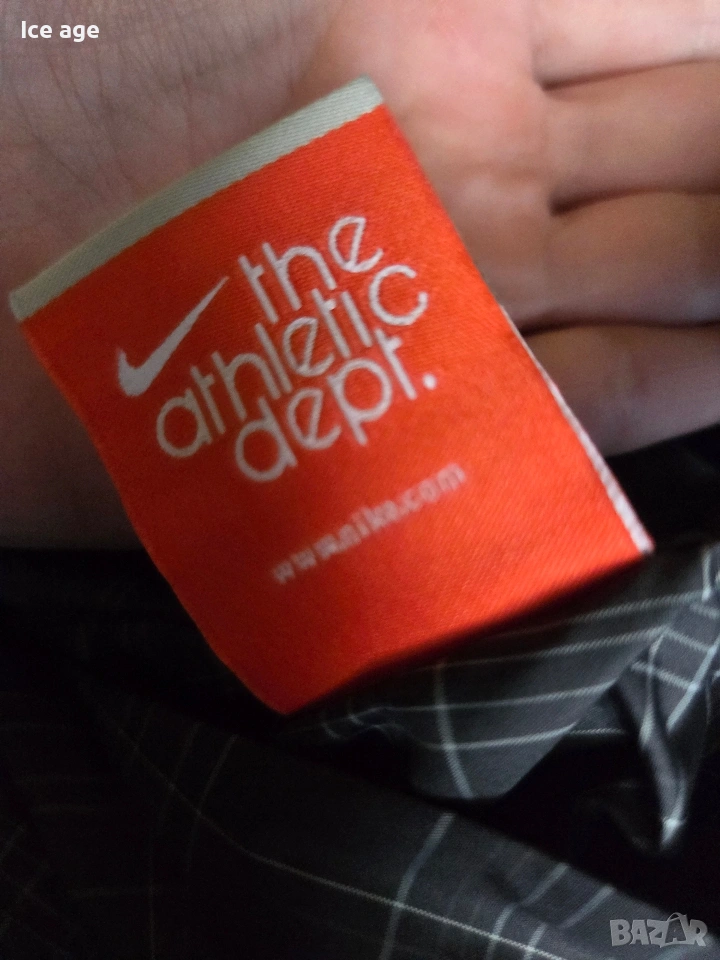 Ice age
the
athletic
dept.
www.nike.com
BAZAR